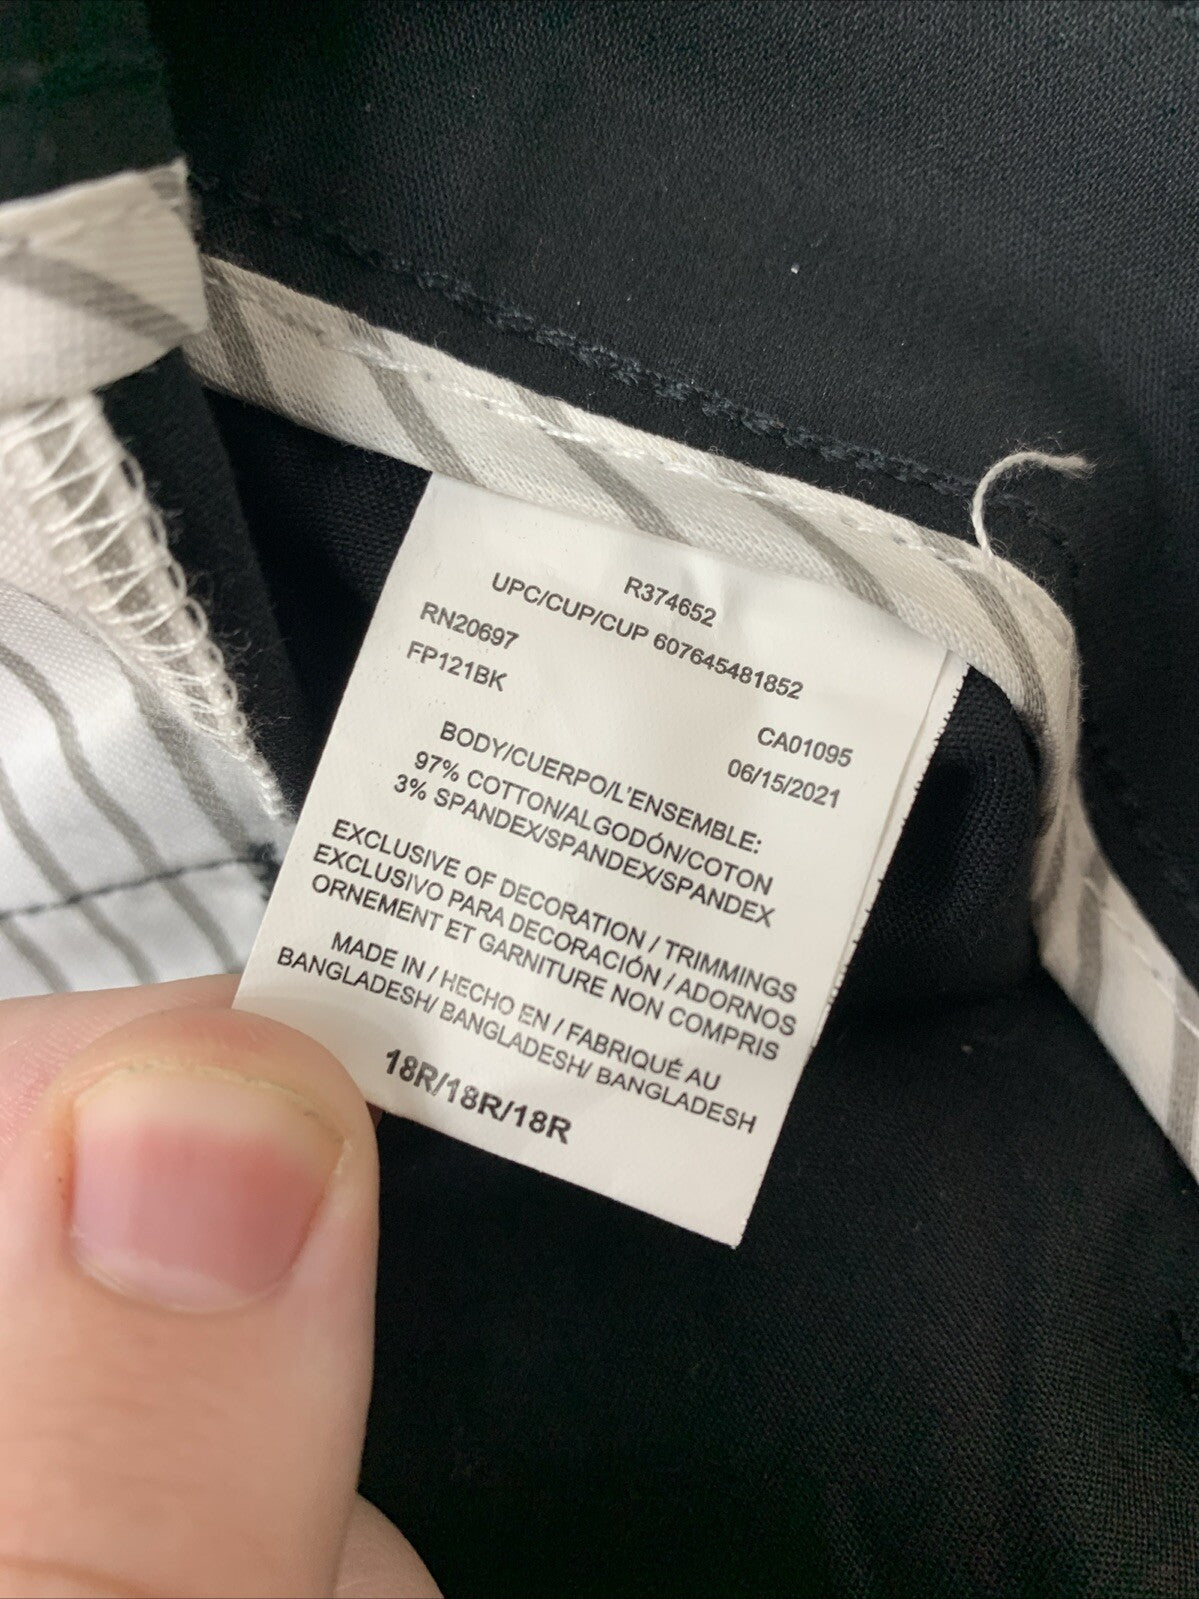 R374652
UPC/CUP/CUP 607645481852
RN20697
FP121BK
CA01095
06/15/2021
BODY/CUERPO/L'ENSEMBLE:
97% COTTON/ALGODÓN/COTON
3% SPANDEX/SPANDEX/SPANDEX
EXCLUSIVE OF DECORATION / TRIMMINGS
EXCLUSIVO PARA DECORACIÓN / ADORNOS
ORNEMENT ET GARNITURE NON COMPRIS
MADE IN / HECHO EN / FABRIQUÉ AU
BANGLADESH/ BANGLADESH/ BANGLADESH
18R/18R/18R